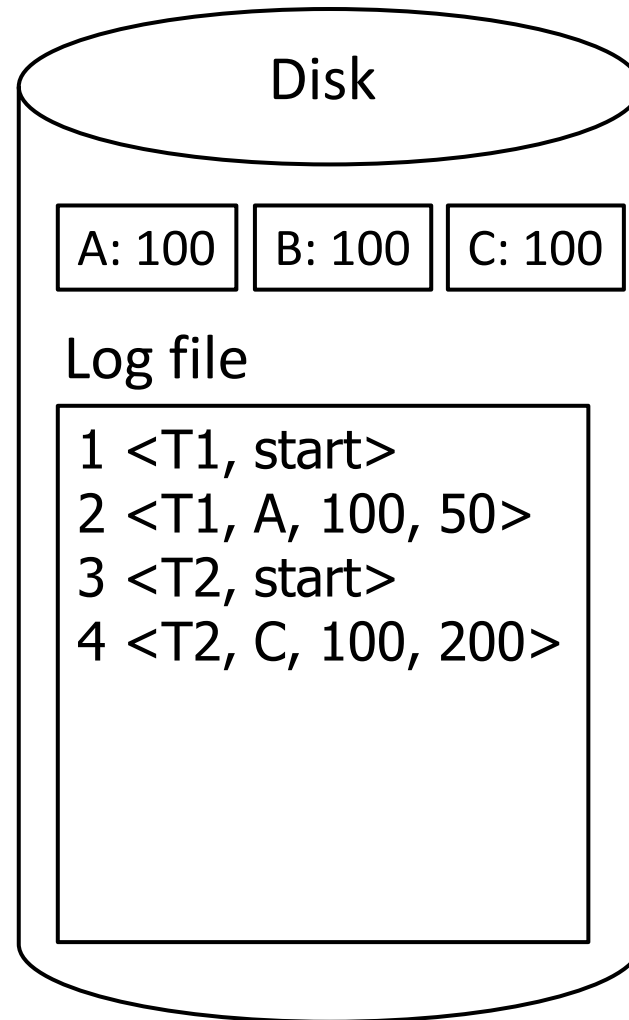 Disk
A: 100 B: 100 C: 100
Log file
1 <T1, start>
2 <T1, A, 100, 50>
3 <T2, start>
4 <T2, C, 100, 200>